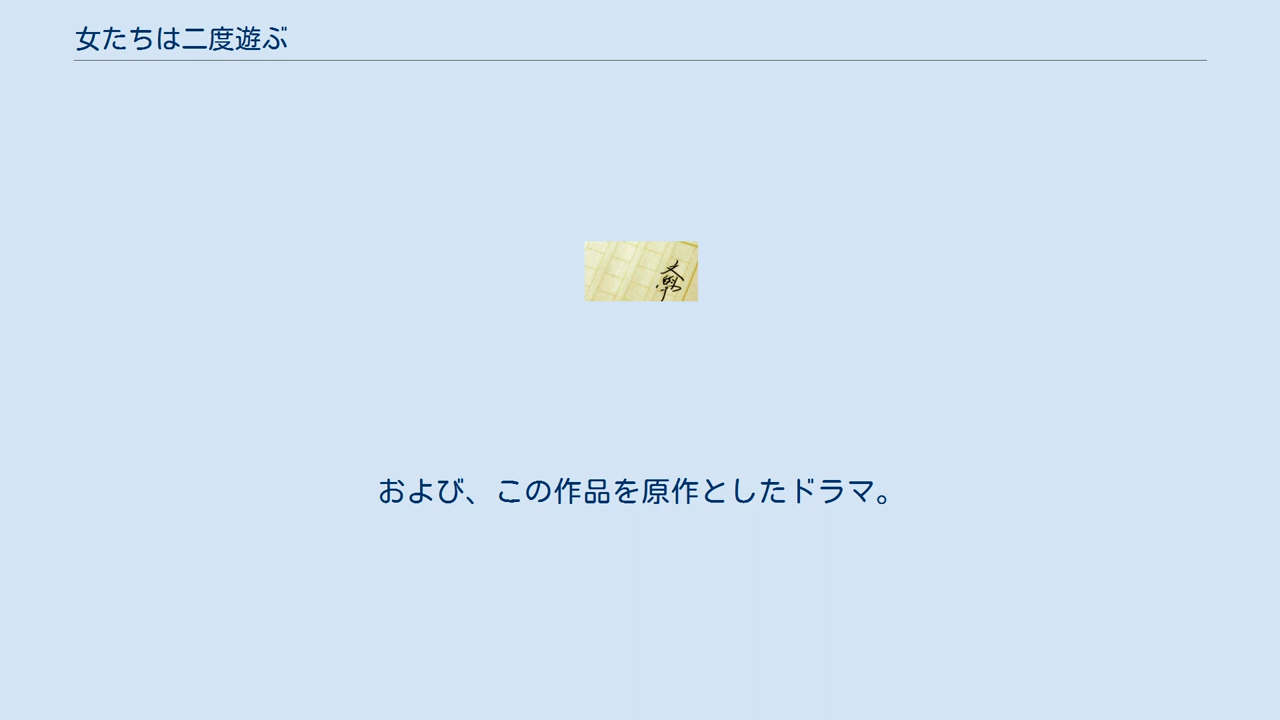 女たちは二度遊ぶ
および、この作品を原作としたドラマ。